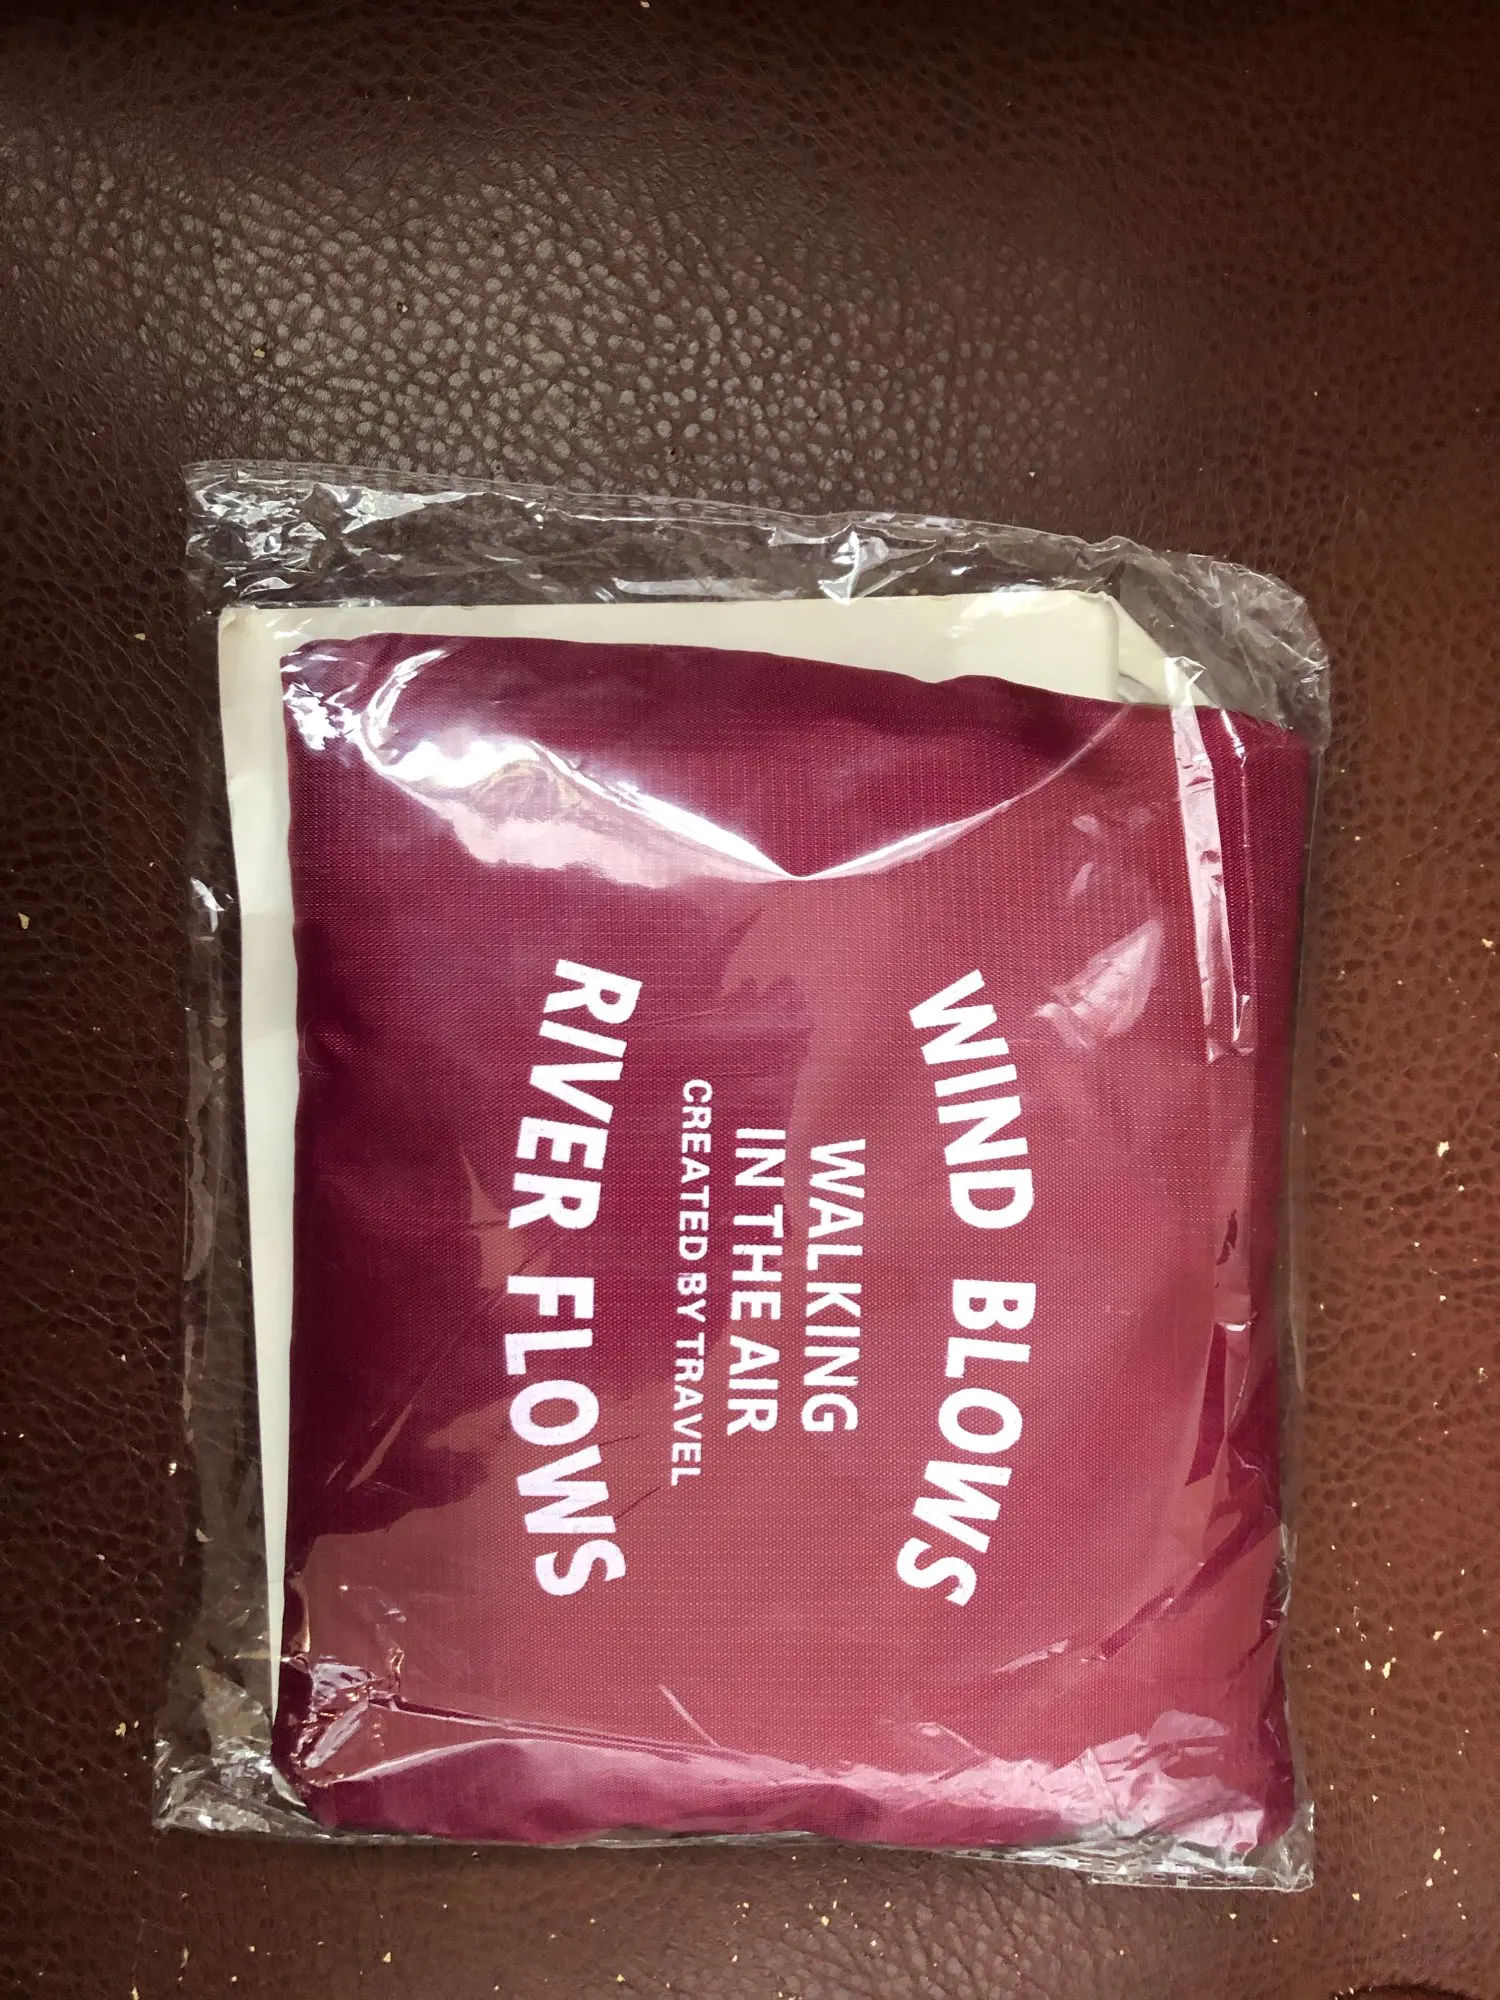 WIND BLOWS
WALKING
IN THE AIR
CREATED BY TRAVEL
RIVER FLOWS